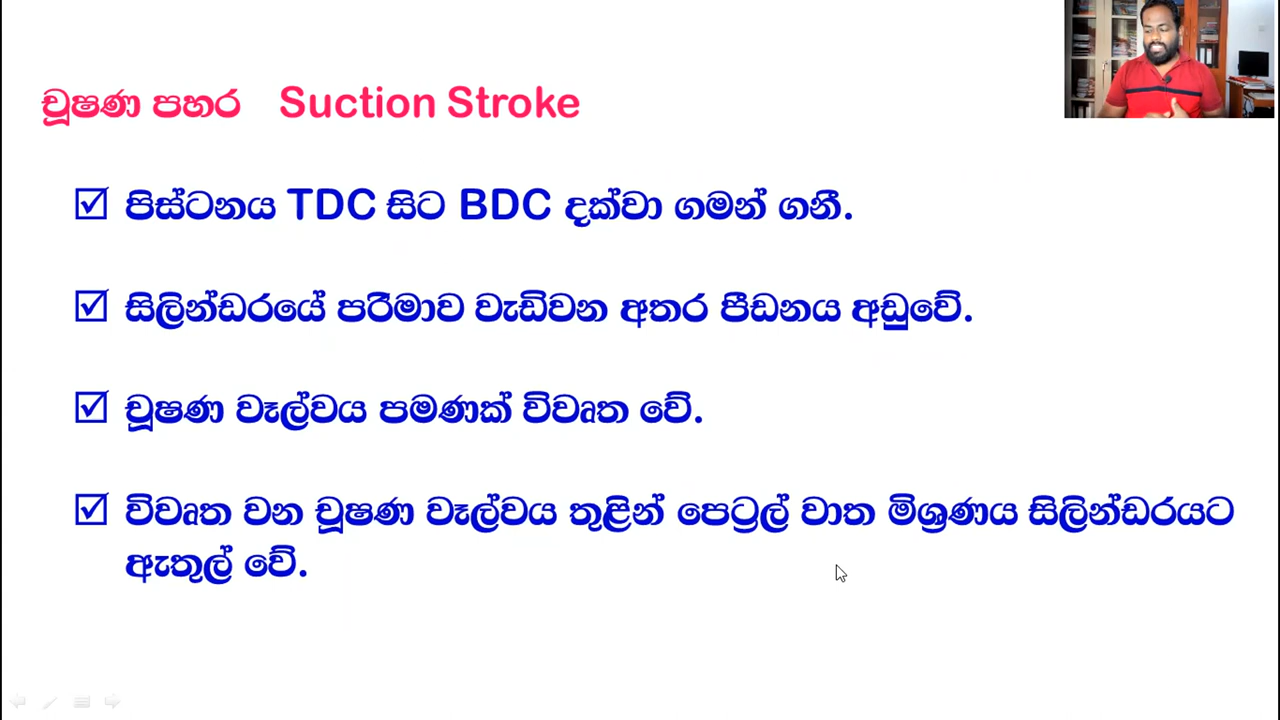 චූෂණ පහර Suction Stroke
පිස්ටනය TDC සිට BDC දක්වා ගමන් ගනී.
සිලින්ඩරයේ පරිමාව වැඩිවන අතර පීඩනය අඩුවේ.
චූෂණ වෑල්වය පමණක් විවෘත වේ.
විවෘත වන චූෂණ වෑල්වය තුළින් පෙට්‍රල් වාත මිශ්‍රණය සිලින්ඩරයට
ඇතුල් වේ.